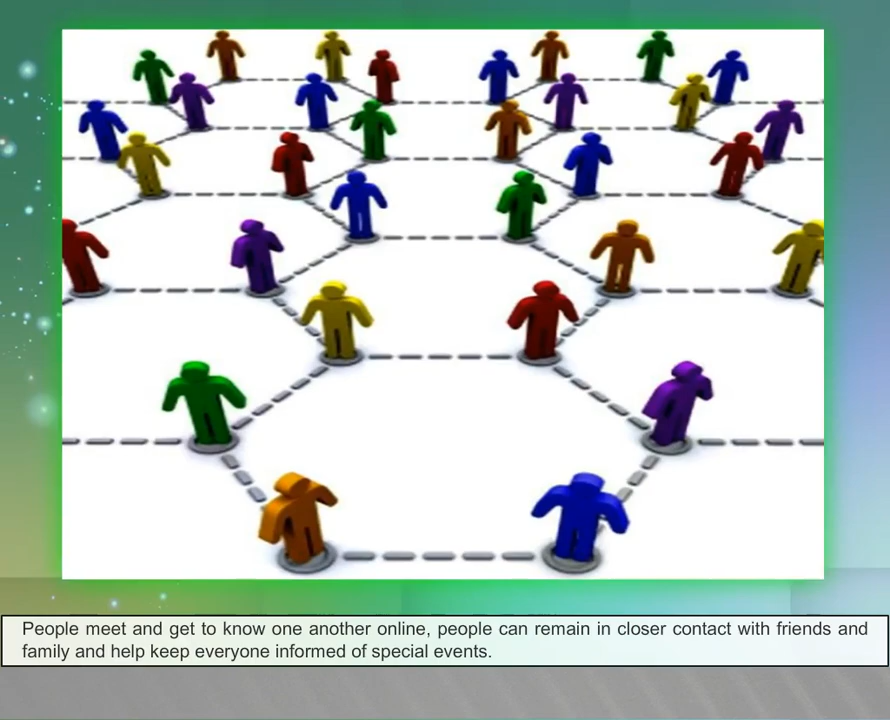 People meet and get to know one another online, people can remain in closer contact with friends and
family and help keep everyone informed of special events.